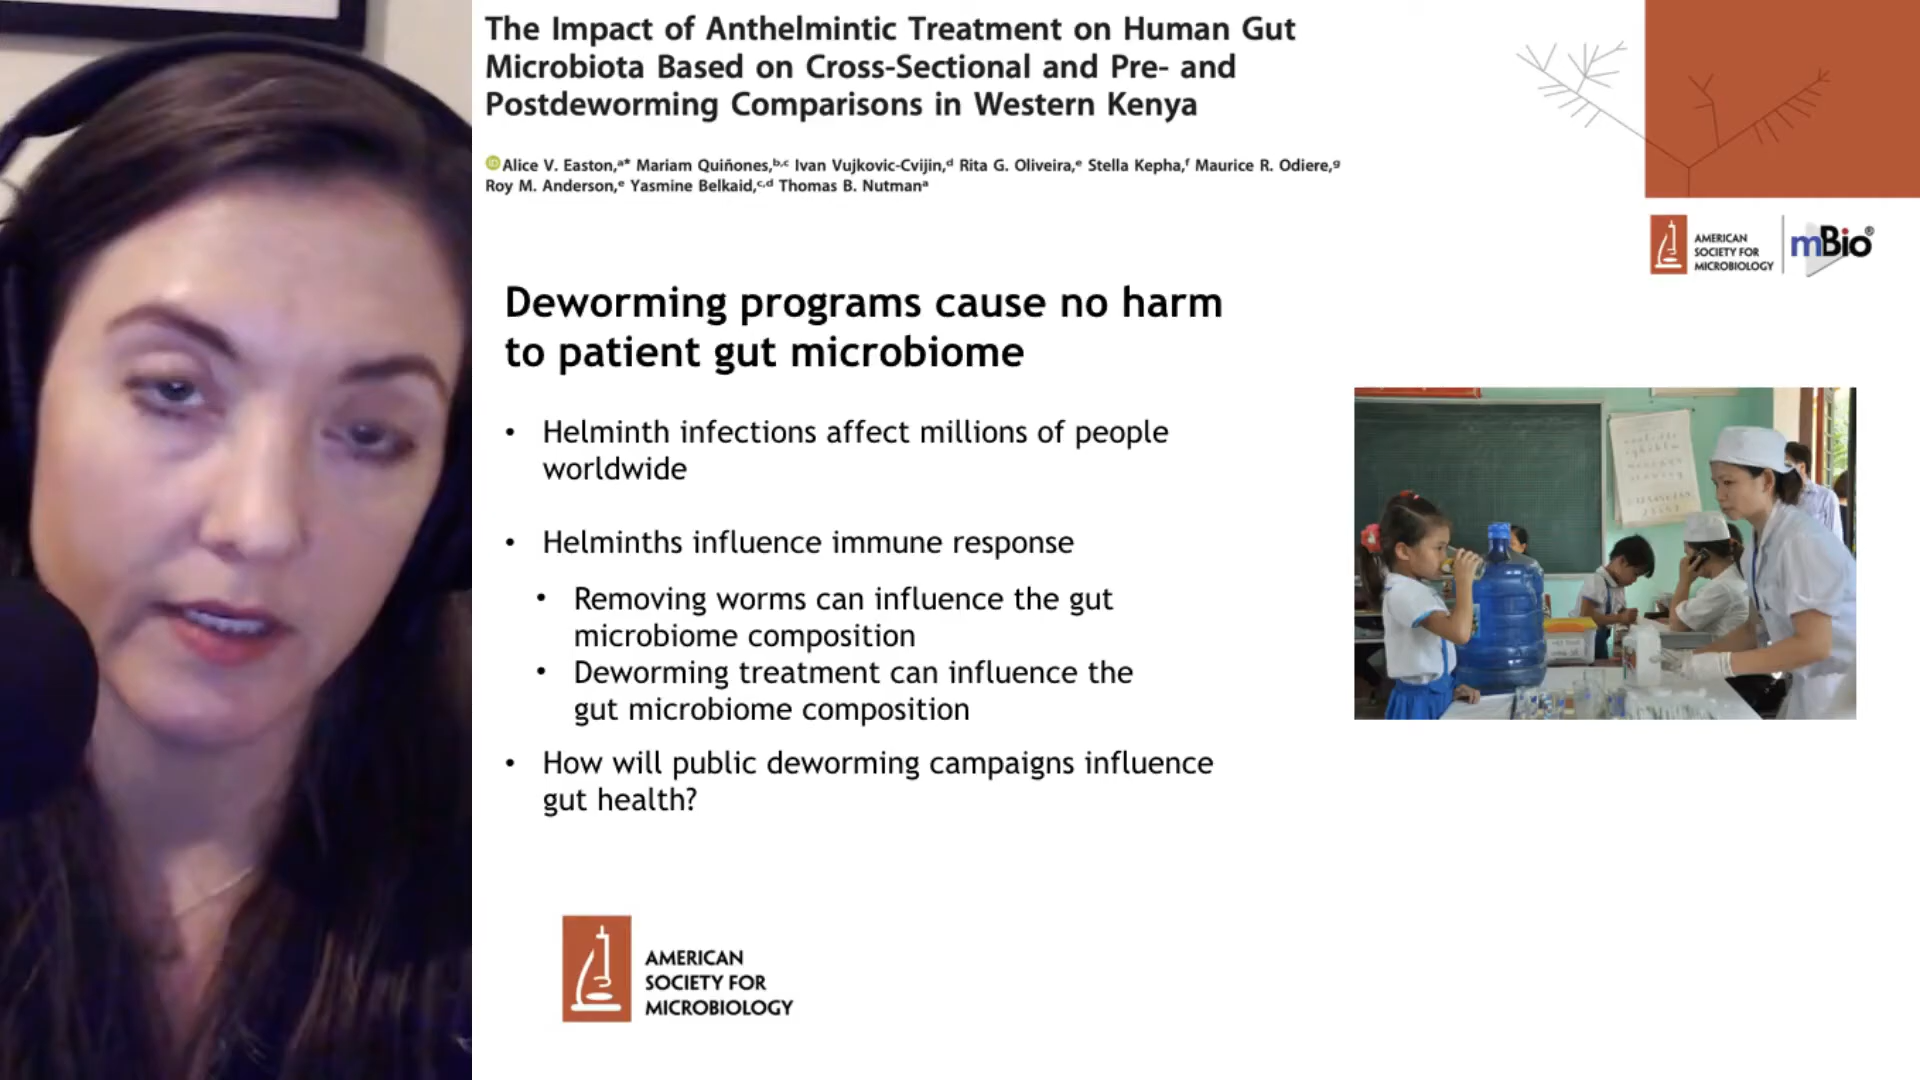 The Impact of Anthelmintic Treatment on Human Gut
Microbiota Based on Cross-Sectional and Pre- and
Postdeworming Comparisons in Western Kenya
Alice V. Easton,ᵃ* Mariam Quiñones,ᵇ,ᶜ Ivan Vujkovic-Cvijin,ᵈ Rita G. Oliveira,ᵉ Stella Kepha,ᶠ Maurice R. Odiere,ᵍ
Roy M. Anderson,ᵉ Yasmine Belkaid,ᶜ,ᵈ Thomas B. Nutmanᵃ
AMERICAN
SOCIETY FOR
MICROBIOLOGY
mBio®
Deworming programs cause no harm
to patient gut microbiome
• Helminth infections affect millions of people
worldwide
• Helminths influence immune response
• Removing worms can influence the gut
microbiome composition
• Deworming treatment can influence the
gut microbiome composition
• How will public deworming campaigns influence
gut health?
AMERICAN
SOCIETY FOR
MICROBIOLOGY